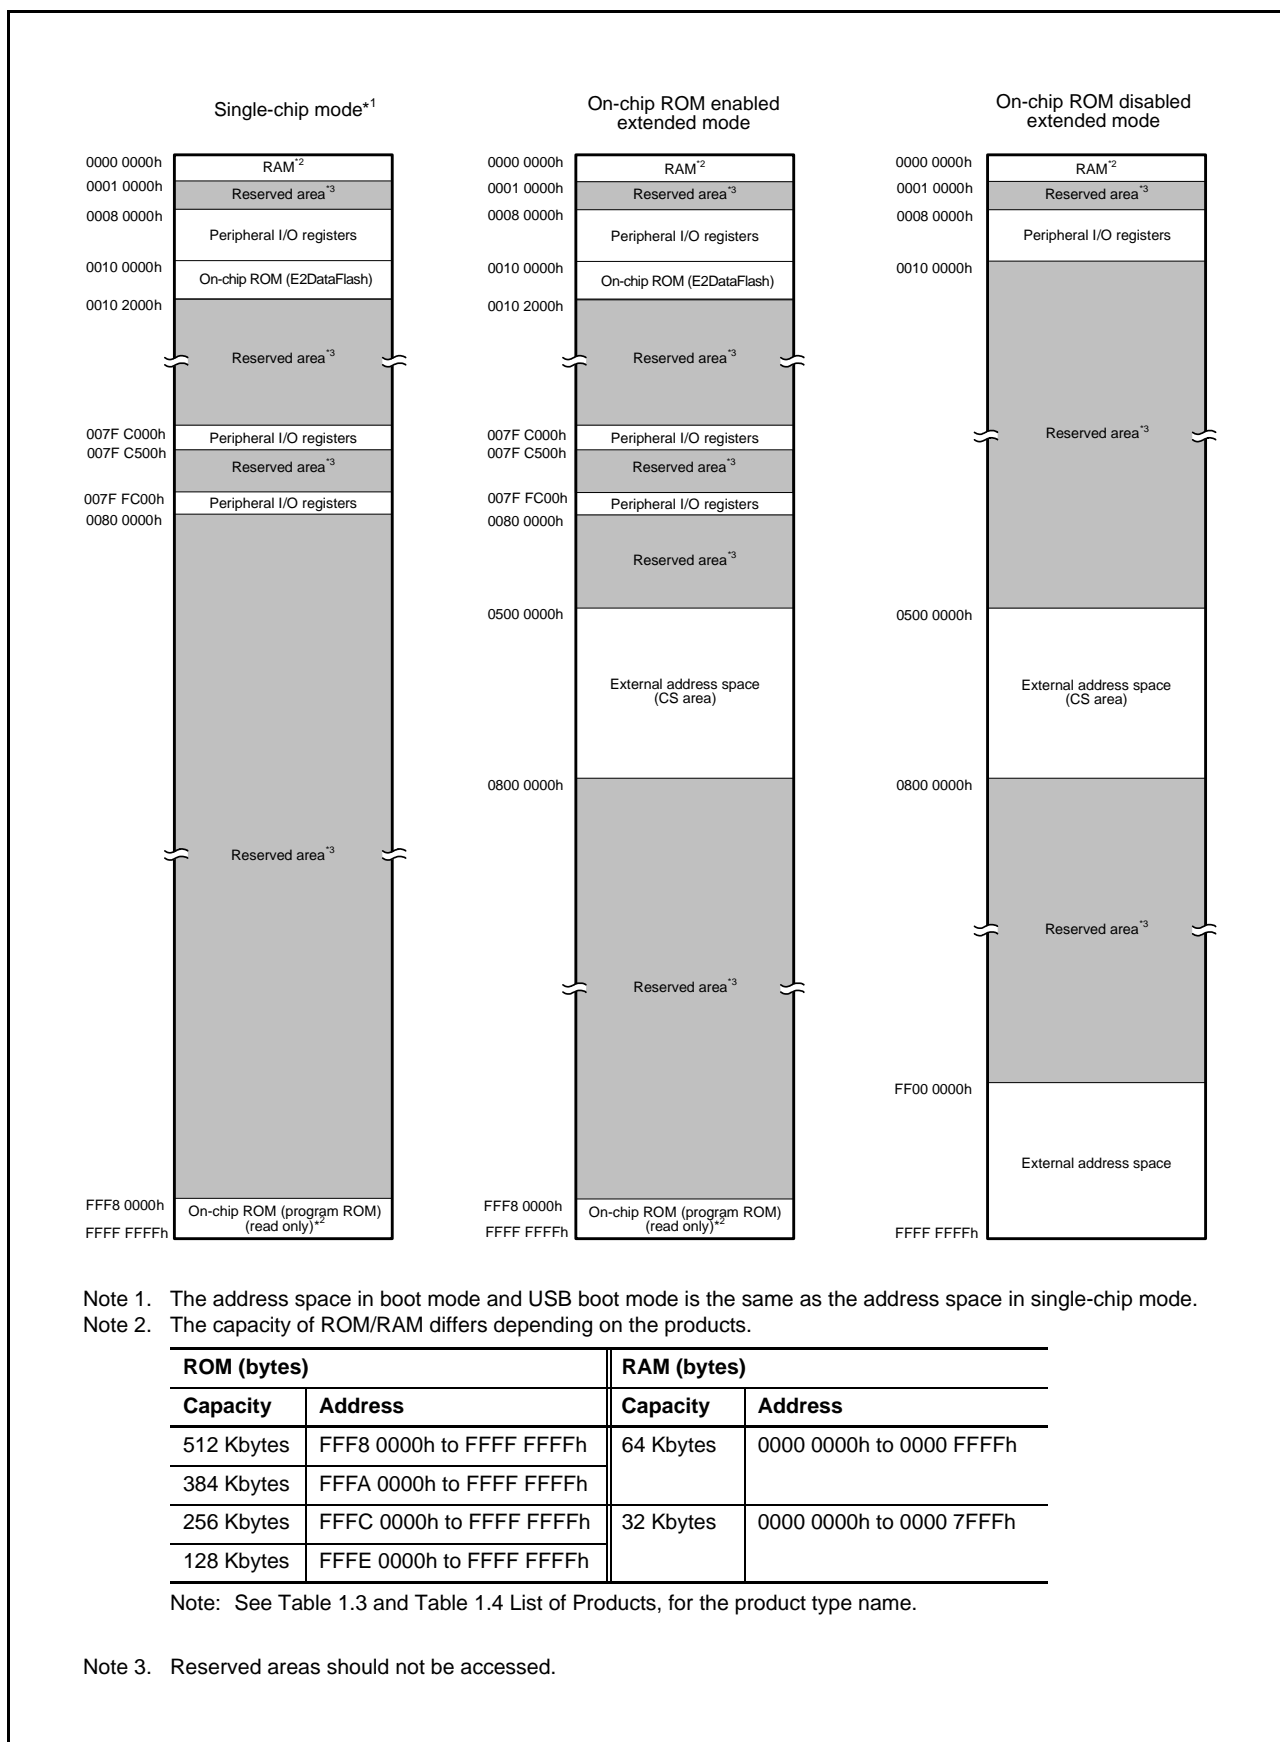 Single-chip mode*1
0000 0000h
RAM*2
0001 0000h
Reserved area*3
0008 0000h
Peripheral I/O registers
0010 0000h
On-chip ROM (E2DataFlash)
0010 2000h
Reserved area*3
007F C000h
Peripheral I/O registers
007F C500h
Reserved area*3
007F FC00h
Peripheral I/O registers
0080 0000h
Reserved area*3
FFF8 0000h
On-chip ROM (program ROM)
(read only)*2
FFFF FFFFh
On-chip ROM enabled
extended mode
0000 0000h
RAM*2
0001 0000h
Reserved area*3
0008 0000h
Peripheral I/O registers
0010 0000h
On-chip ROM (E2DataFlash)
0010 2000h
Reserved area*3
007F C000h
Peripheral I/O registers
007F C500h
Reserved area*3
007F FC00h
Peripheral I/O registers
0080 0000h
Reserved area*3
0500 0000h
External address space
(CS area)
0800 0000h
Reserved area*3
FFF8 0000h
On-chip ROM (program ROM)
(read only)*2
FFFF FFFFh
On-chip ROM disabled
extended mode
0000 0000h
RAM*2
0001 0000h
Reserved area*3
0008 0000h
Peripheral I/O registers
0010 0000h
Reserved area*3
0500 0000h
External address space
(CS area)
0800 0000h
Reserved area*3
FF00 0000h
External address space
FFFF FFFFh
Note 1. The address space in boot mode and USB boot mode is the same as the address space in single-chip mode.
Note 2. The capacity of ROM/RAM differs depending on the products.
ROM (bytes) RAM (bytes)
Capacity Address Capacity Address
512 Kbytes FFF8 0000h to FFFF FFFFh 64 Kbytes 0000 0000h to 0000 FFFFh
384 Kbytes FFFA 0000h to FFFF FFFFh
256 Kbytes FFFC 0000h to FFFF FFFFh 32 Kbytes 0000 0000h to 0000 7FFFh
128 Kbytes FFFE 0000h to FFFF FFFFh
Note: See Table 1.3 and Table 1.4 List of Products, for the product type name.
Note 3. Reserved areas should not be accessed.